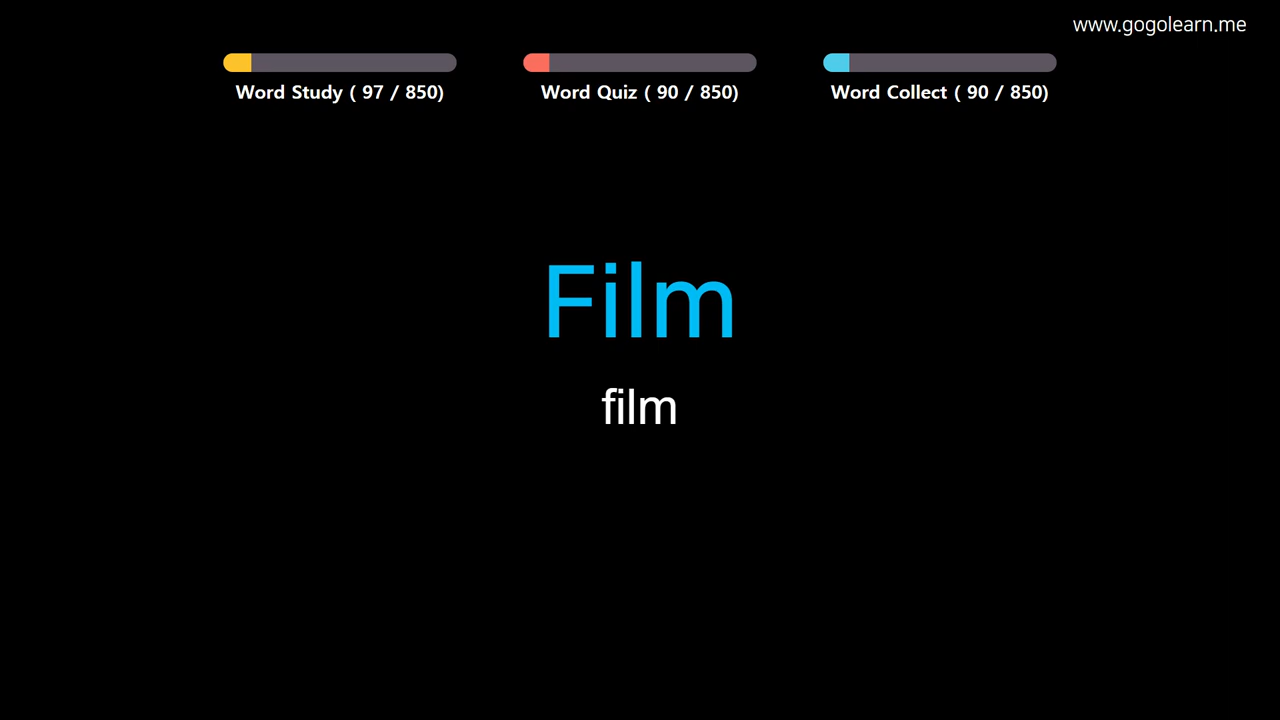 www.gogolearn.me
Word Study ( 97 / 850)
Word Quiz ( 90 / 850)
Word Collect ( 90 / 850)
Film
film